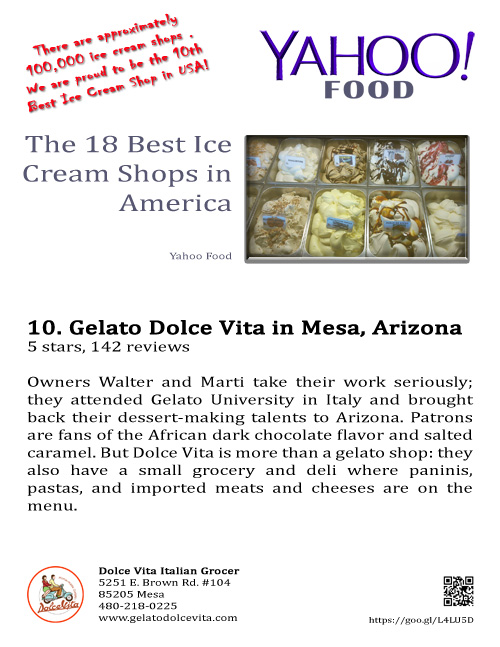 There are approximately
100,000 ice cream shops .
We are proud to be the 10th
Best Ice Cream Shop in USA!
YAHOO!
FOOD
The 18 Best Ice
Cream Shops in
America
Yahoo Food
10. Gelato Dolce Vita in Mesa, Arizona
5 stars, 142 reviews
Owners Walter and Marti take their work seriously;
they attended Gelato University in Italy and brought
back their dessert-making talents to Arizona. Patrons
are fans of the African dark chocolate flavor and salted
caramel. But Dolce Vita is more than a gelato shop: they
also have a small grocery and deli where paninis,
pastas, and imported meats and cheeses are on the
menu.
Dolce Vita
Dolce Vita Italian Grocer
5251 E. Brown Rd. #104
85205 Mesa
480-218-0225
www.gelatodolcevita.com
https://goo.gl/L4LU5D